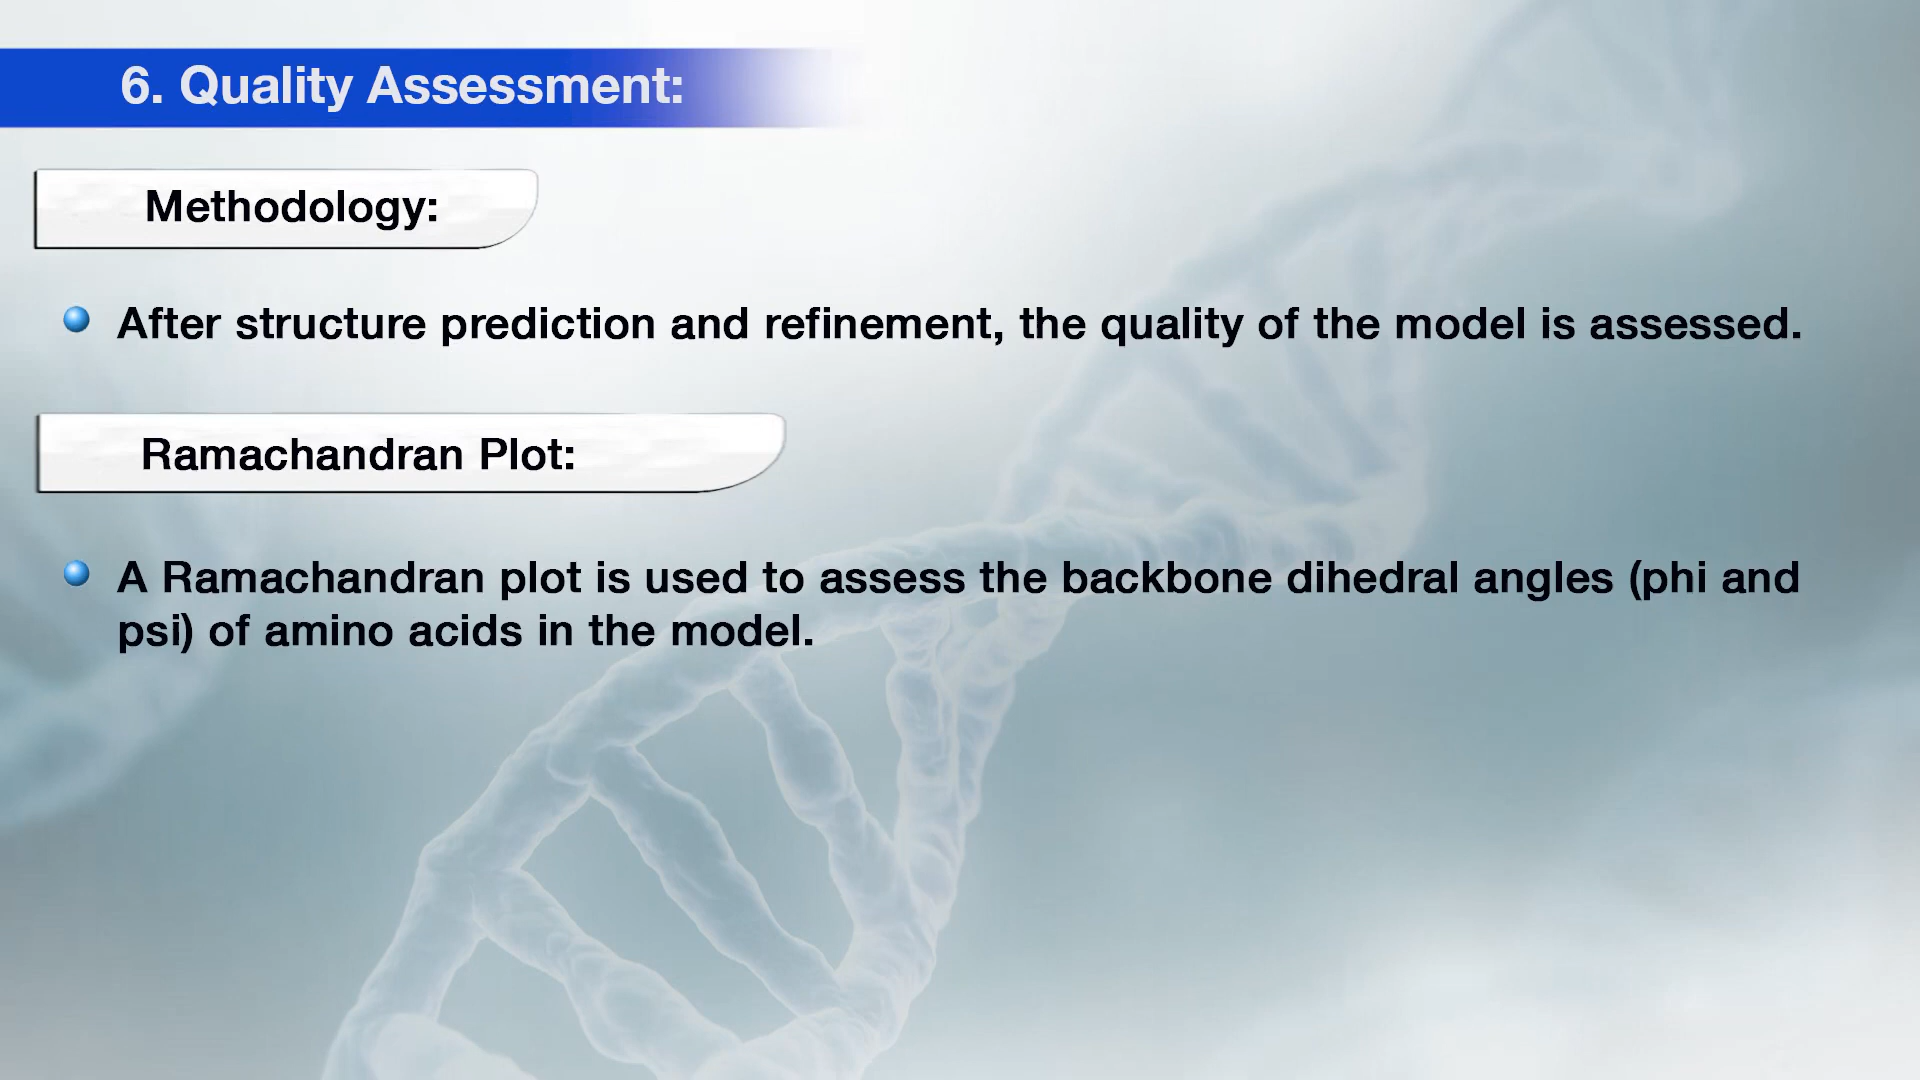 6. Quality Assessment:
Methodology:
After structure prediction and refinement, the quality of the model is assessed.
Ramachandran Plot:
A Ramachandran plot is used to assess the backbone dihedral angles (phi and
psi) of amino acids in the model.